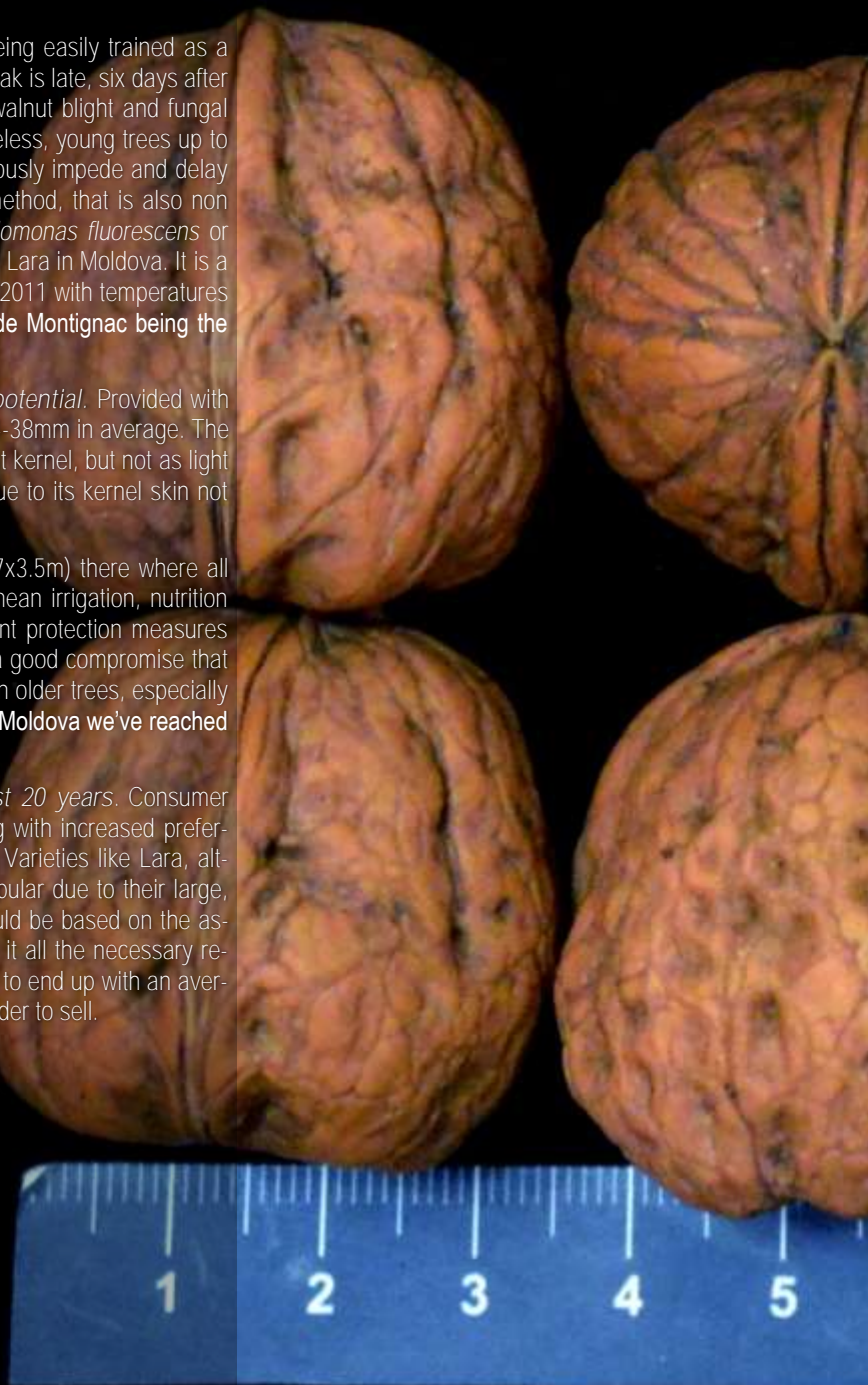 eing easily trained as a
ak is late, six days after
valnut blight and fungal
eless, young trees up to
ously impede and delay
ethod, that is also non
omonas fluorescens or
Lara in Moldova. It is a
2011 with temperatures
de Montignac being the
potential. Provided with
-38mm in average. The
t kernel, but not as light
ue to its kernel skin not
7x3.5m) there where all
nean irrigation, nutrition
nt protection measures
a good compromise that
n older trees, especially
Moldova we've reached
st 20 years. Consumer
g with increased prefer-
Varieties like Lara, alt-
pular due to their large,
uld be based on the as-
it all the necessary re-
to end up with an aver-
der to sell.
1 2 3 4 5